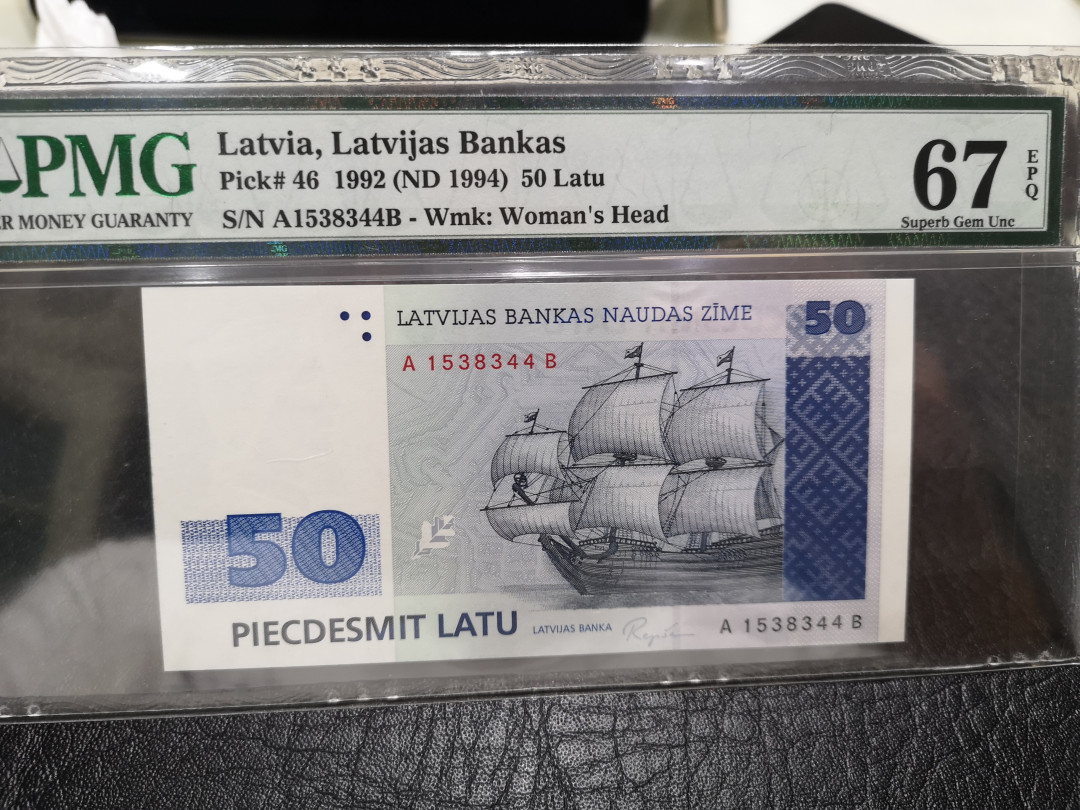 PMG
MONEY GUARANTY
Latvia, Latvijas Bankas
Pick# 46 1992 (ND 1994) 50 Latu
S/N A1538344B - Wmk: Woman's Head
67
EPQ
Superb Gem Unc
LATVIJAS BANKAS NAUDAS ZĪME
50
A 1538344 B
50
PIECDESMIT LATU
LATVIJAS BANKA
A 1538344 B